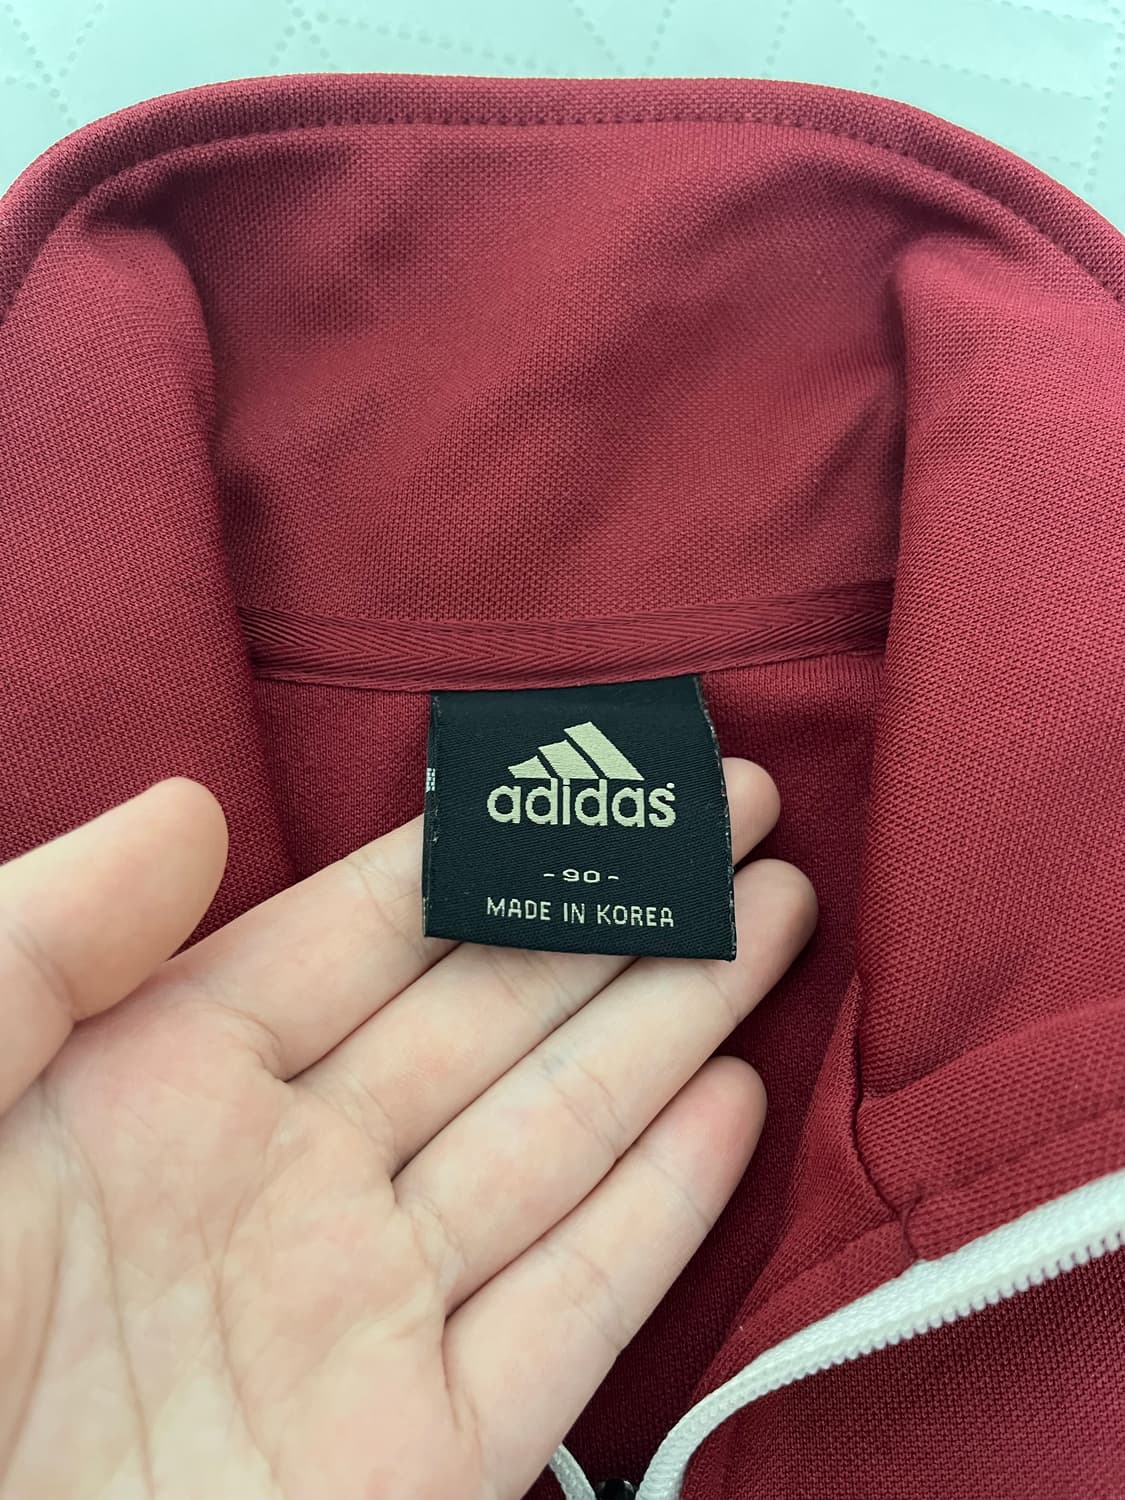 adidas
- 90 -
MADE IN KOREA